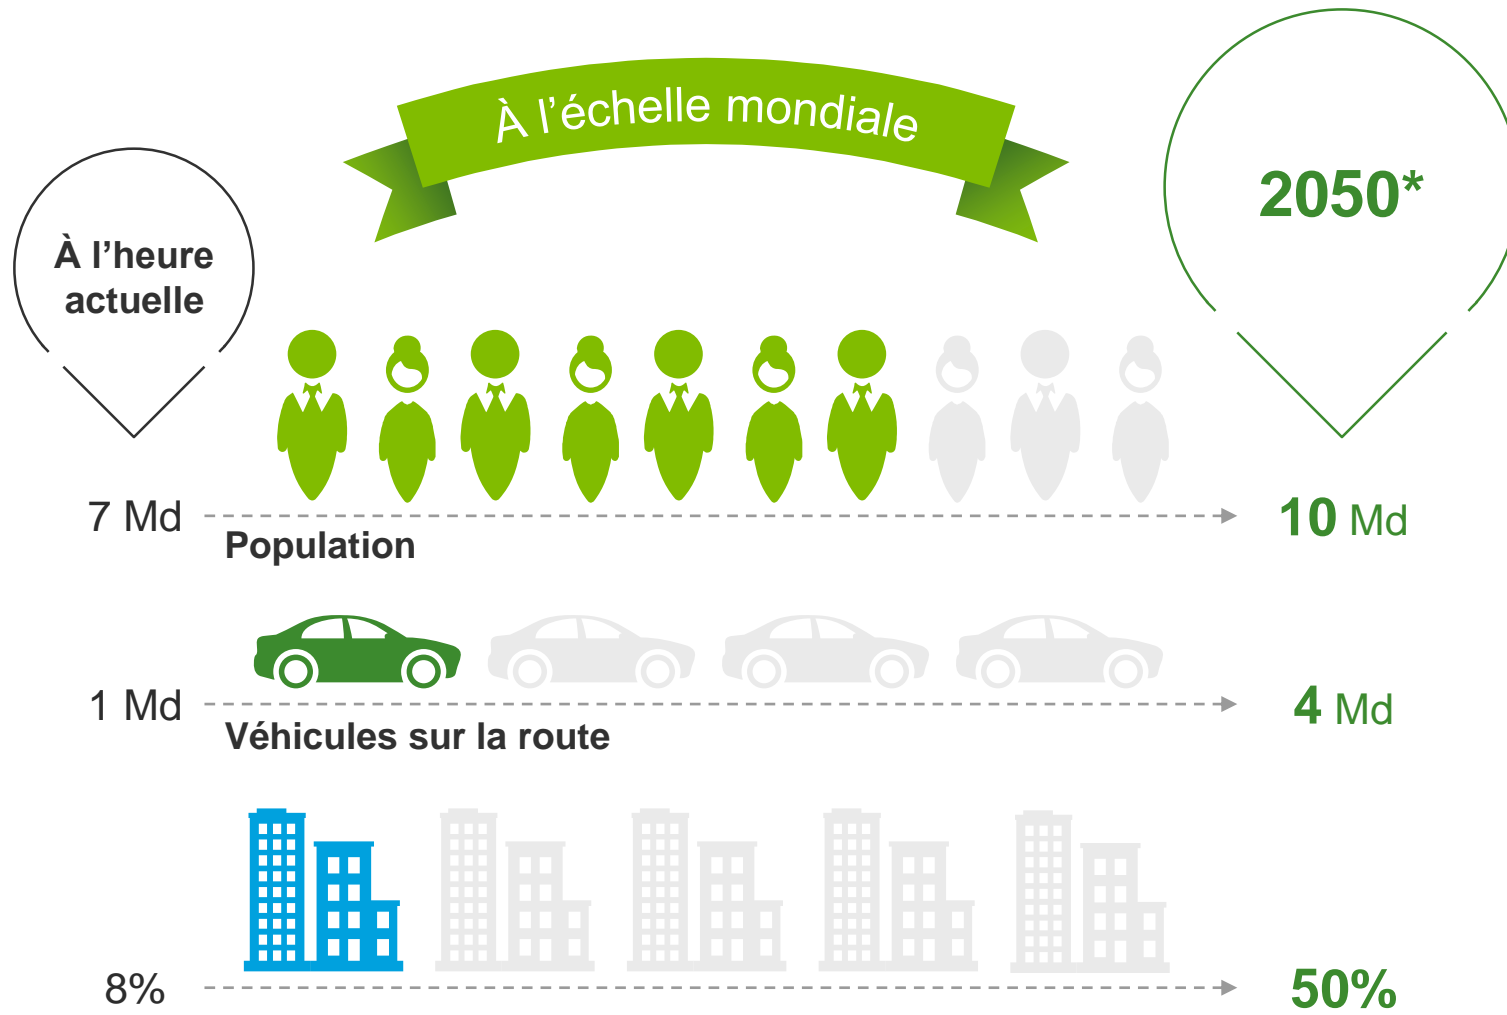 À l’échelle mondiale
À l’heure
actuelle
2050*
7 Md
Population
10 Md
1 Md
Véhicules sur la route
4 Md
8%
50%